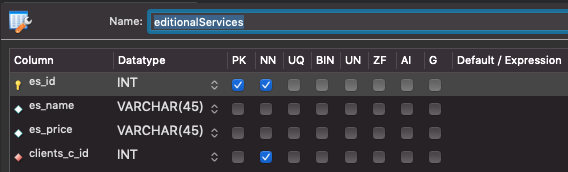 Name: editionalServices
Column Datatype PK NN UQ BIN UN ZF AI G Default / Expression
es_id INT
es_name VARCHAR(45)
es_price VARCHAR(45)
clients_c_id INT